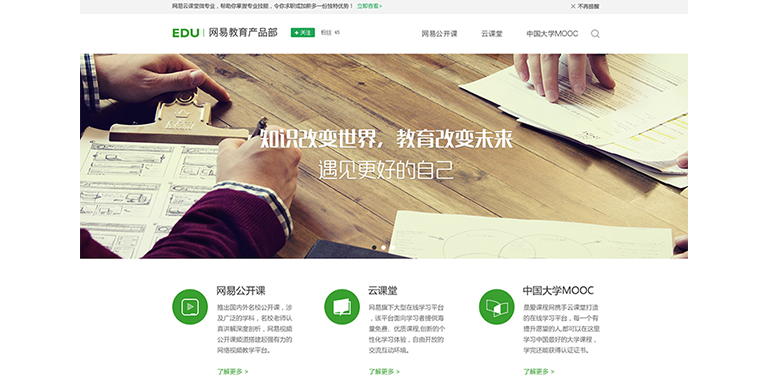 网易云课堂微专业，帮助你掌握专业技能，令你求职或加薪多一份独特优势！ 立即查看>
不再提醒
EDU 网易教育产品部 + 关注 粉丝 65
网易公开课 云课堂 中国大学MOOC
知识改变世界，教育改变未来
遇见更好的自己
网易公开课
推出国内外名校公开课，涉
及广泛的学科，名校老师认
真讲解深度剖析，网易视频
公开课频道搭建起强有力的
网络视频教学平台。
了解更多 >
云课堂
网易旗下大型在线学习平台
，该平台面向学习者提供海
量免费、优质课程,创新的个
性化学习体验，自由开放的
交流互动环境。
了解更多 >
中国大学MOOC
是爱课程网携手云课堂打造
的在线学习平台，每一个有
提升愿望的人,都可以在这里
学习中国最好的大学课程，
学完还能获得认证证书。
了解更多 >